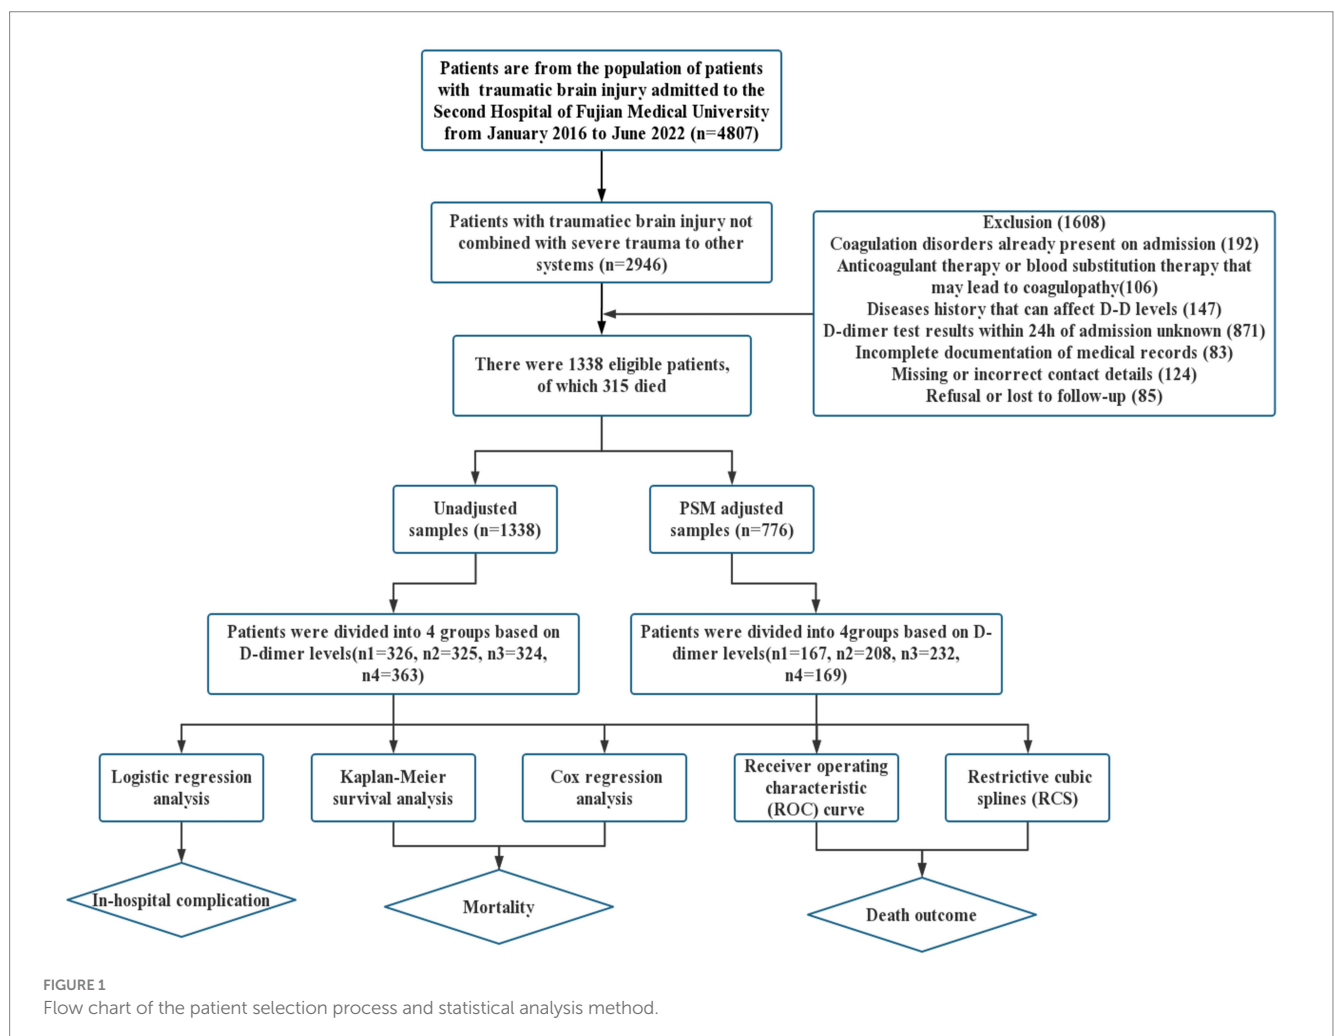 Patients are from the population of patients
with traumatic brain injury admitted to the
Second Hospital of Fujian Medical University
from January 2016 to June 2022 (n=4807)
Patients with traumatiec brain injury not
combined with severe trauma to other
systems (n=2946)
Exclusion (1608)
Coagulation disorders already present on admission (192)
Anticoagulant therapy or blood substitution therapy that
may lead to coagulopathy(106)
Diseases history that can affect D-D levels (147)
D-dimer test results within 24h of admission unknown (871)
Incomplete documentation of medical records (83)
Missing or incorrect contact details (124)
Refusal or lost to follow-up (85)
There were 1338 eligible patients,
of which 315 died
Unadjusted
samples (n=1338)
PSM adjusted
samples (n=776)
Patients were divided into 4 groups based on
D-dimer levels(n1=326, n2=325, n3=324,
n4=363)
Patients were divided into 4groups based on D-
dimer levels(n1=167, n2=208, n3=232,
n4=169)
Logistic regression
analysis
Kaplan-Meier
survival analysis
Cox regression
analysis
Receiver operating
characteristic
(ROC) curve
Restrictive cubic
splines (RCS)
In-hospital complication
Mortality
Death outcome
FIGURE 1
Flow chart of the patient selection process and statistical analysis method.